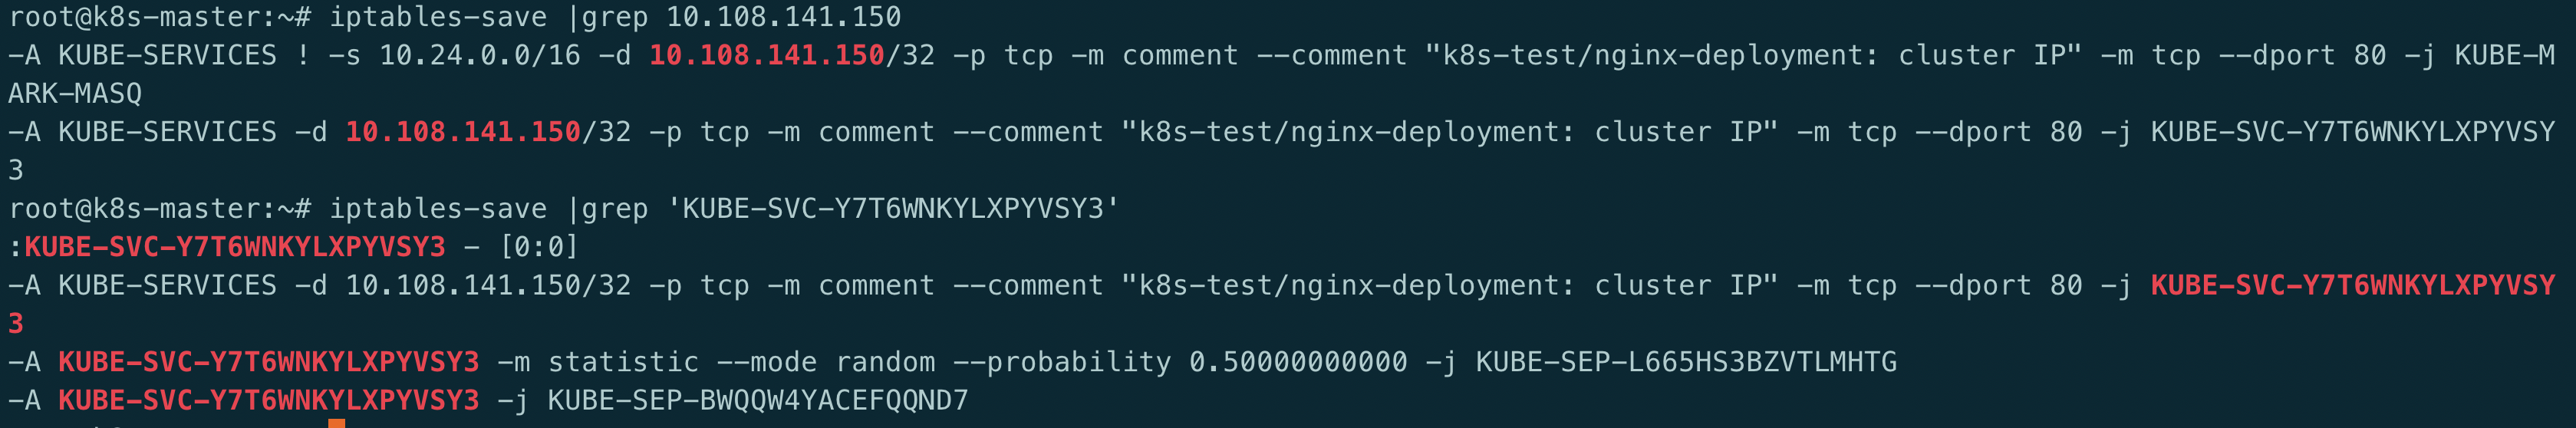 root@k8s-master:~# iptables-save |grep 10.108.141.150
-A KUBE-SERVICES ! -s 10.24.0.0/16 -d 10.108.141.150/32 -p tcp -m comment --comment "k8s-test/nginx-deployment: cluster IP" -m tcp --dport 80 -j KUBE-M
ARK-MASQ
-A KUBE-SERVICES -d 10.108.141.150/32 -p tcp -m comment --comment "k8s-test/nginx-deployment: cluster IP" -m tcp --dport 80 -j KUBE-SVC-Y7T6WNKYLXPYVSY
3
root@k8s-master:~# iptables-save |grep 'KUBE-SVC-Y7T6WNKYLXPYVSY3'
:KUBE-SVC-Y7T6WNKYLXPYVSY3 - [0:0]
-A KUBE-SERVICES -d 10.108.141.150/32 -p tcp -m comment --comment "k8s-test/nginx-deployment: cluster IP" -m tcp --dport 80 -j KUBE-SVC-Y7T6WNKYLXPYVSY
3
-A KUBE-SVC-Y7T6WNKYLXPYVSY3 -m statistic --mode random --probability 0.50000000000 -j KUBE-SEP-L665HS3BZVTLMHTG
-A KUBE-SVC-Y7T6WNKYLXPYVSY3 -j KUBE-SEP-BWQQW4YACEFQQND7